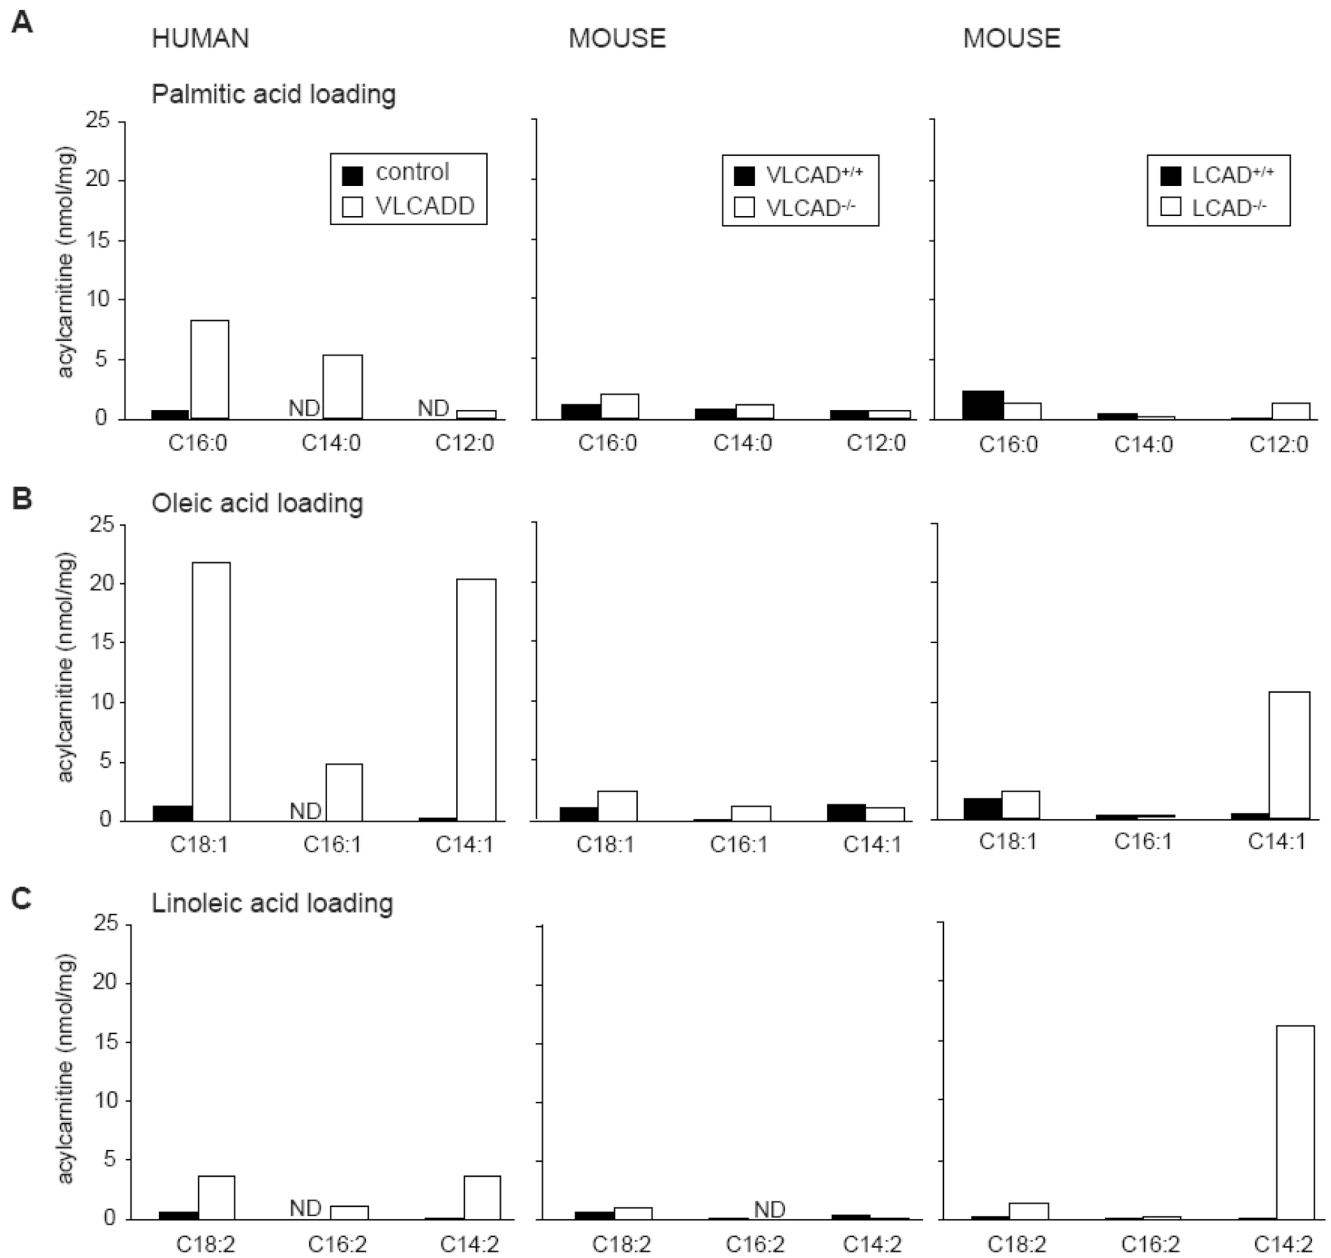 A
HUMAN MOUSE MOUSE
Palmitic acid loading
acylcarnitine (nmol/mg)
25
20
15
10
5
0
control
VLCADD
ND ND
C16:0 C14:0 C12:0
VLCAD+/+
VLCAD-/-
C16:0 C14:0 C12:0
LCAD+/+
LCAD-/-
C16:0 C14:0 C12:0
B
Oleic acid loading
acylcarnitine (nmol/mg)
25
20
15
10
5
0
ND
C18:1 C16:1 C14:1
C18:1 C16:1 C14:1
C18:1 C16:1 C14:1
C
Linoleic acid loading
acylcarnitine (nmol/mg)
25
20
15
10
5
0
ND
C18:2 C16:2 C14:2
ND
C18:2 C16:2 C14:2
C18:2 C16:2 C14:2